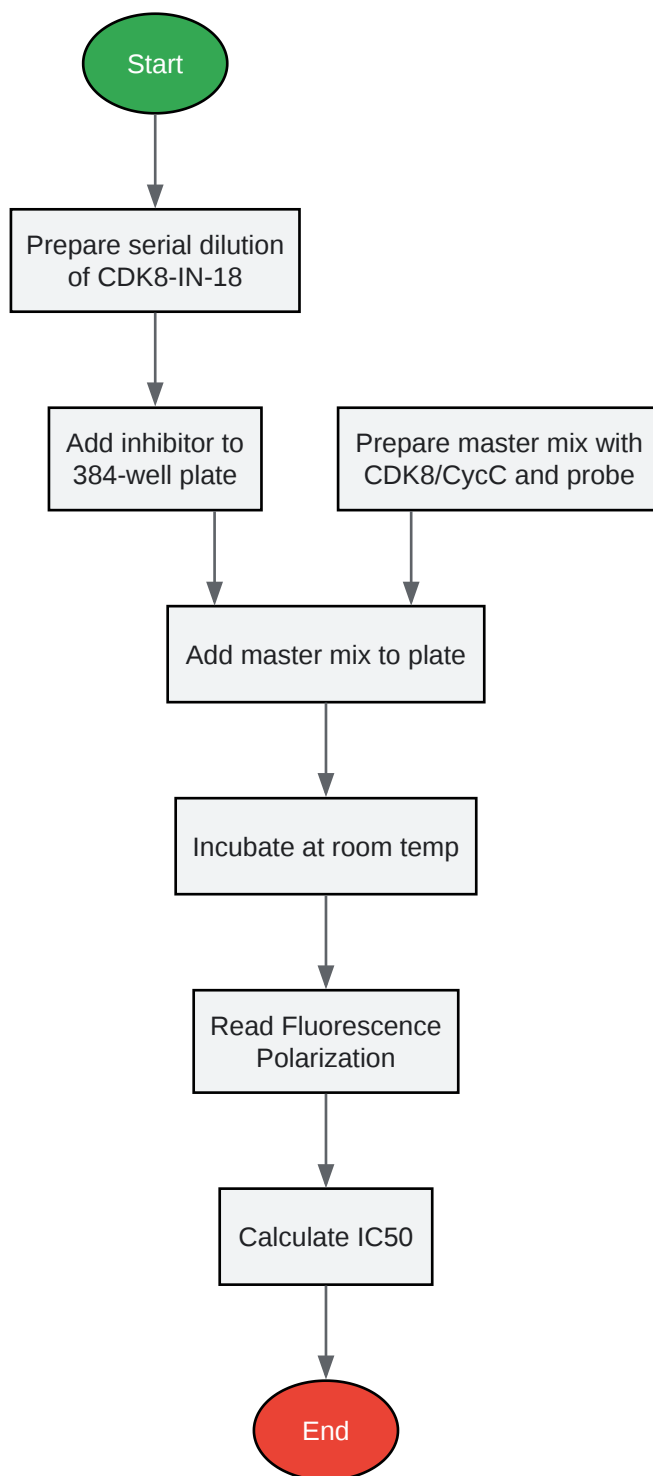 Start
Prepare serial dilution
of CDK8-IN-18
Add inhibitor to
384-well plate
Prepare master mix with
CDK8/CycC and probe
Add master mix to plate
Incubate at room temp
Read Fluorescence
Polarization
Calculate IC50
End